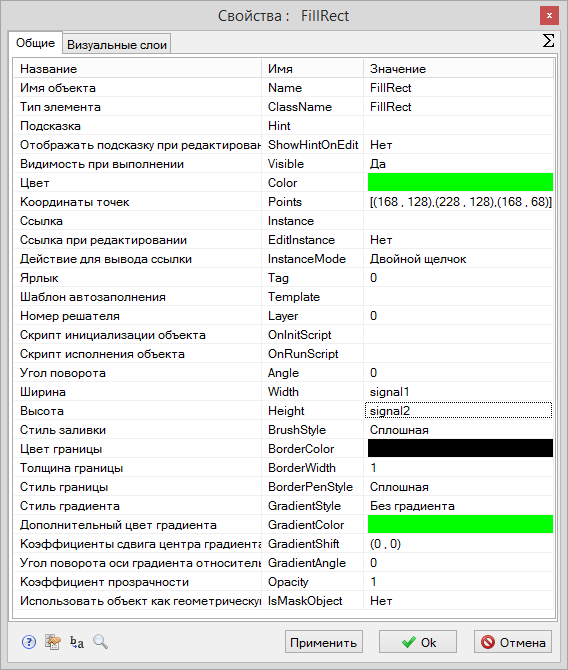 Свойства : FillRect
Общие Визуальные слои Σ
Название Имя Значение
Имя объекта Name FillRect
Тип элемента ClassName FillRect
Подсказка Hint
Отображать подсказку при редактирован ShowHintOnEdit Нет
Видимость при выполнении Visible Да
Цвет Color
Координаты точек Points [(168 , 128),(228 , 128),(168 , 68)]
Ссылка Instance
Ссылка при редактировании EditInstance Нет
Действие для вывода ссылки InstanceMode Двойной щелчок
Ярлык Tag 0
Шаблон автозаполнения Template
Номер решателя Layer 0
Скрипт инициализации объекта OnInitScript
Скрипт исполнения объекта OnRunScript
Угол поворота Angle 0
Ширина Width signal1
Высота Height signal2
Стиль заливки BrushStyle Сплошная
Цвет границы BorderColor
Толщина границы BorderWidth 1
Стиль границы BorderPenStyle Сплошная
Стиль градиента GradientStyle Без градиента
Дополнительный цвет градиента GradientColor
Коэффициенты сдвига центра градиента GradientShift (0 , 0)
Угол поворота оси градиента относител GradientAngle 0
Коэффициент прозрачности Opacity 1
Использовать объект как геометрическу IsMaskObject Нет
Применить Ok Отмена